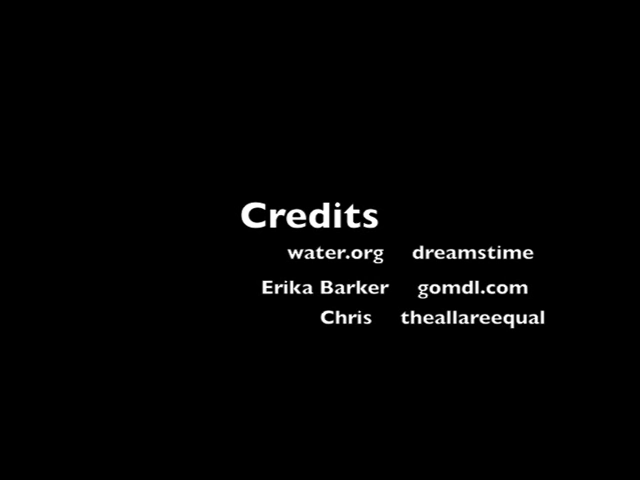 Credits
water.org dreamstime
Erika Barker gomdl.com
Chris theallareequal